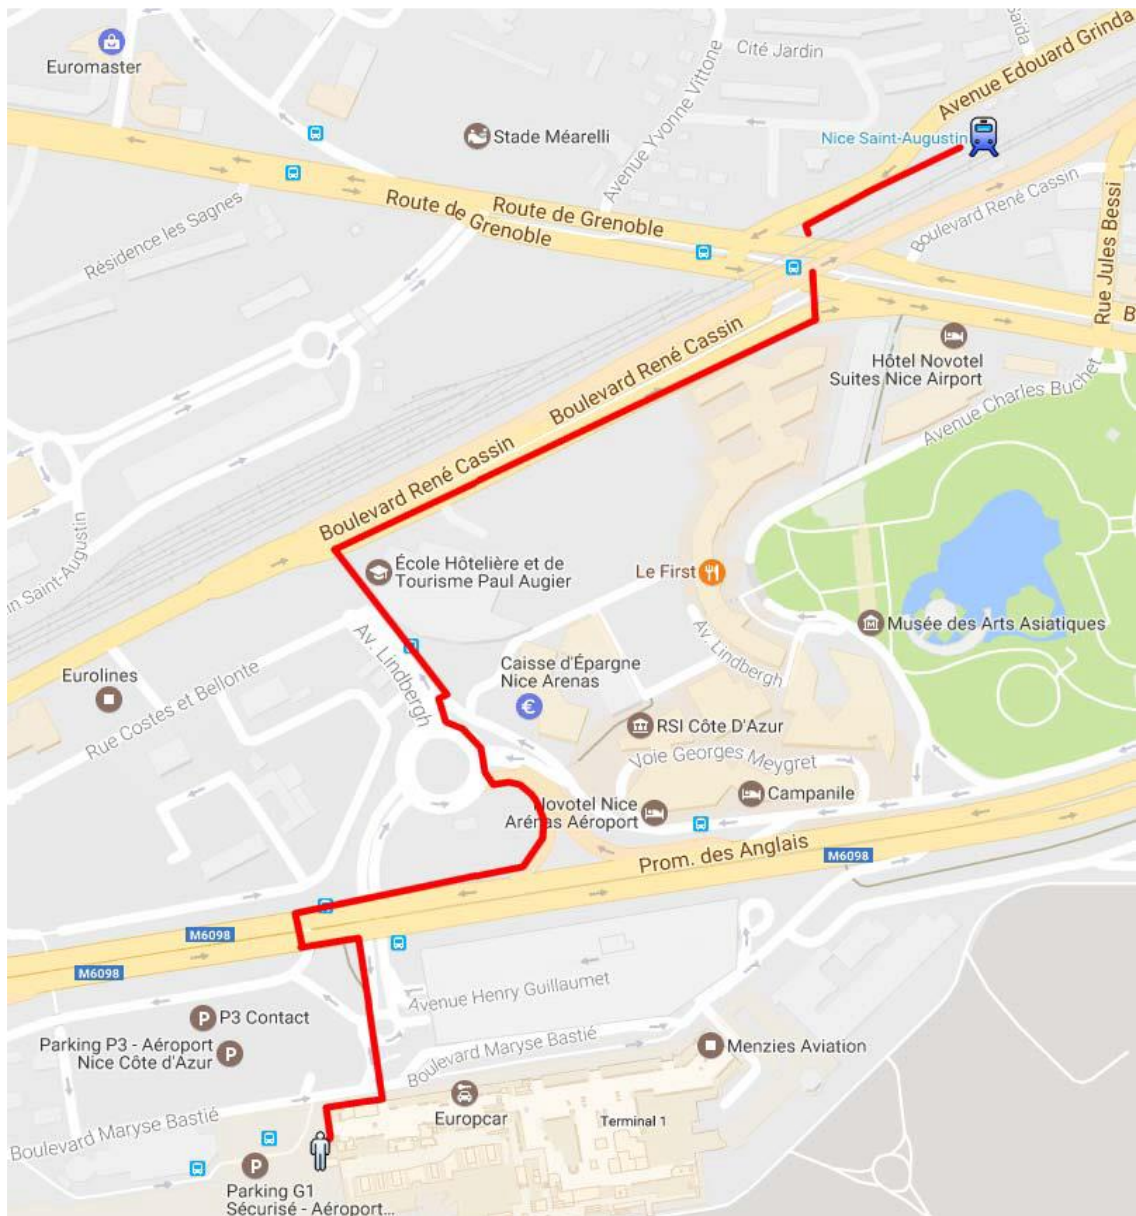 Euromaster
Cité Jardin
Saïda
Avenue Edouard Grinda
Avenue Yvonne Vittone
Stade Méarelli
Nice Saint-Augustin
Route de Grenoble
Route de Grenoble
Résidence les Sagnes
Boulevard René Cassin
Rue Jules Bessi
B
Boulevard René Cassin
Hôtel Novotel
Suites Nice Airport
Avenue Charles Buchet
Boulevard René Cassin
in Saint-Augustin
École Hôtelière et de
Tourisme Paul Augier
Le First
Musée des Arts Asiatiques
Av. Lindbergh
Av. Lindbergh
Eurolines
Rue Costes et Bellonte
Caisse d'Épargne
Nice Arenas
€
RSI Côte D'Azur
Voie Georges Meygret
Campanile
Novotel Nice
Arénas Aéroport
Prom. des Anglais
M6098
M6098
M6098
Avenue Henry Guillaumet
P
P3 Contact
Parking P3 - Aéroport
Nice Côte d'Azur
P
Boulevard Maryse Bastié
Menzies Aviation
Europcar
Terminal 1
Boulevard Maryse Bastié
P
Parking G1
Sécurisé - Aéroport...